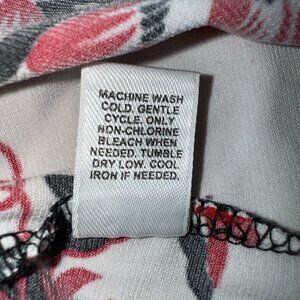 MACHINE WASH
COLD. GENTLE
CYCLE. ONLY
NON-CHLORINE
BLEACH WHEN
NEEDED. TUMBLE
DRY LOW. COOL
IRON IF NEEDED.